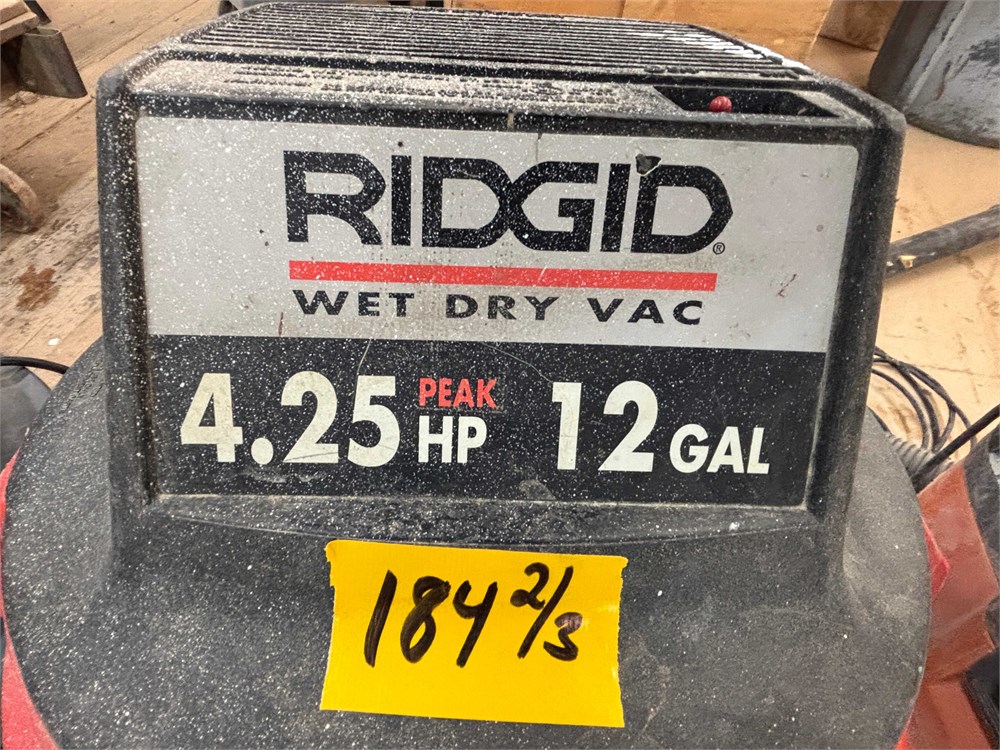 RIDGID®
WET DRY VAC
4.25 PEAK HP 12 GAL
184 2/3